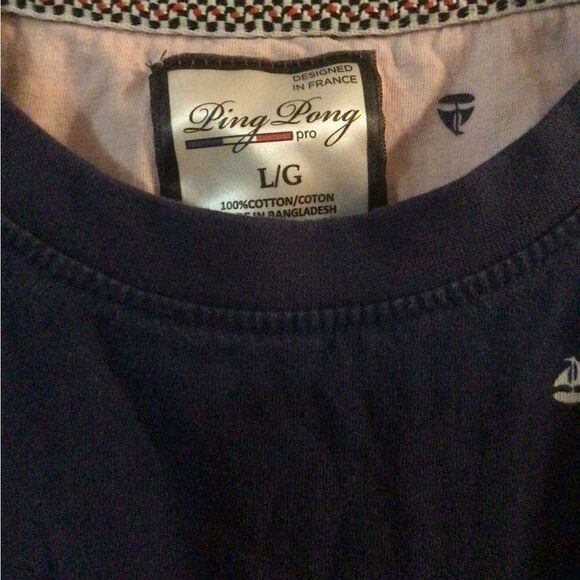 DESIGNED
IN FRANCE
Ping Pong
pro
L/G
100%COTTON/COTON
IN BANGLADESH